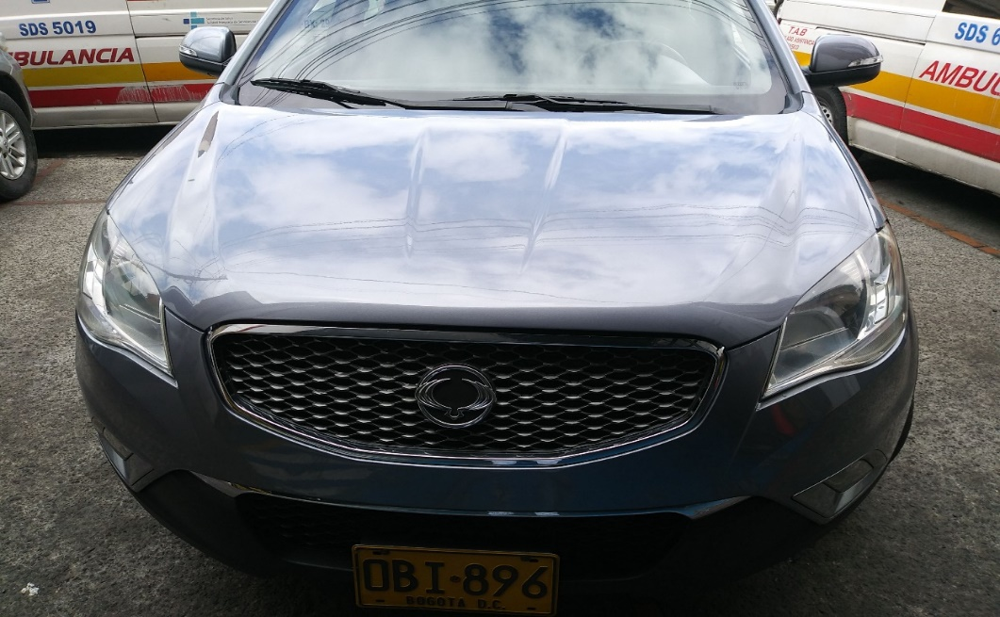 SDS 5019
BULANCIA
T.A.B
SDS 6
AMBU
OBI-896
BOGOTA D.C.